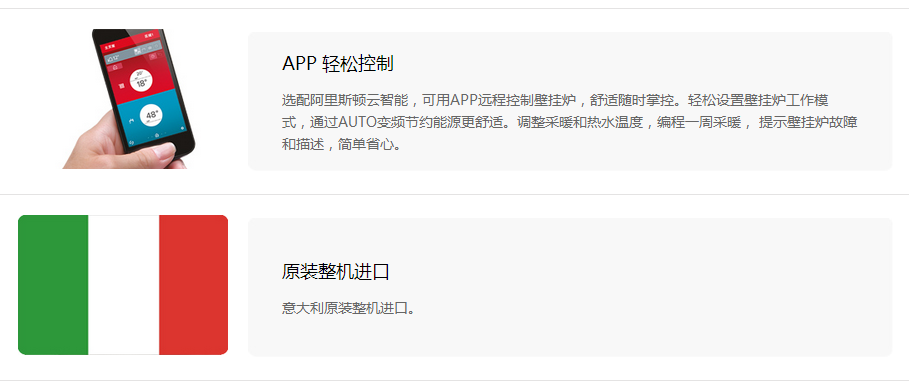 18°
48°
APP 轻松控制
选配阿里斯顿云智能，可用APP远程控制壁挂炉，舒适随时掌控。轻松设置壁挂炉工作模
式，通过AUTO变频节约能源更舒适。调整采暖和热水温度，编程一周采暖， 提示壁挂炉故障
和描述，简单省心。
原装整机进口
意大利原装整机进口。